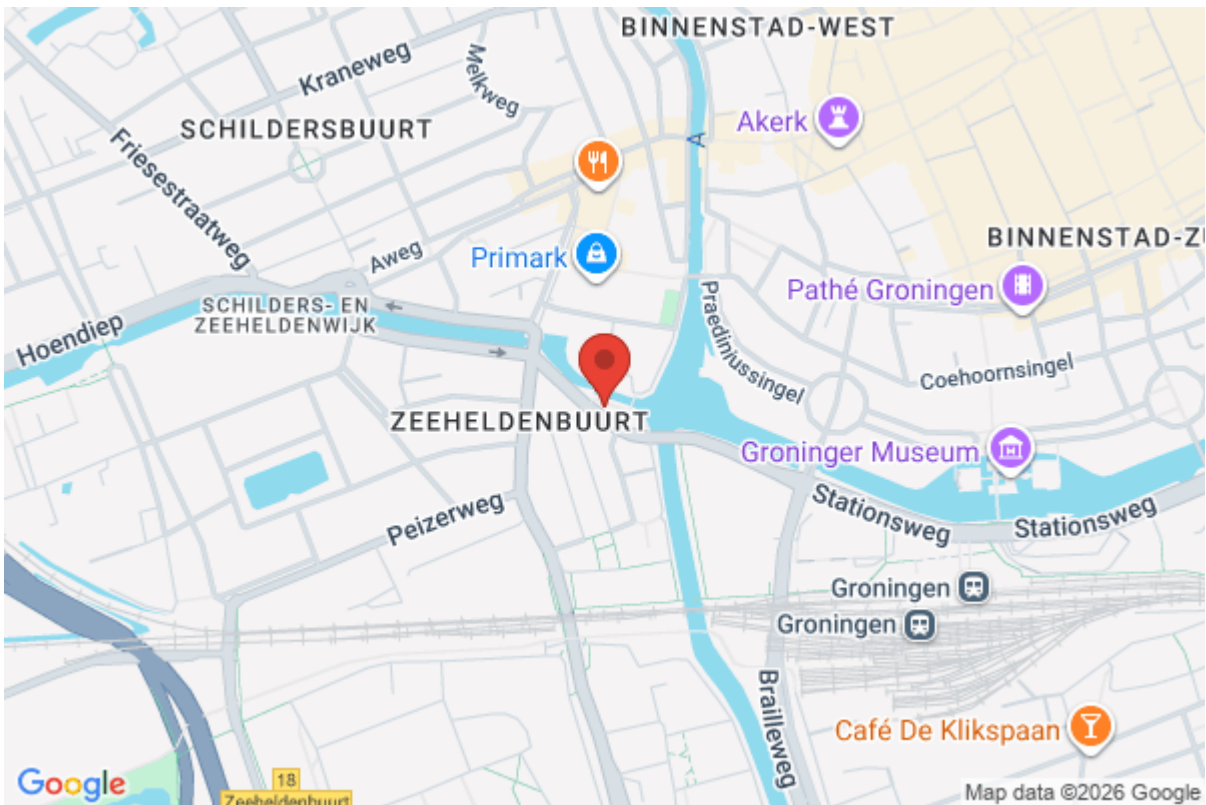 BINNENSTAD-WEST
Kraneweg
Melkweg
Akerk
SCHILDERSBUURT
A
Friesestraatweg
BINNENSTAD-ZU
Aweg
Primark
Pathé Groningen
SCHILDERS- EN
ZEEHELDENWIJK
Hoendiep
Praediniussingel
Coehoornsingel
ZEEHELDENBUURT
Groninger Museum
Peizerweg
Stationsweg
Stationsweg
Groningen
Groningen
Brailleweg
Café De Klikspaan
18
Zeeheldenbuurt
Google
Map data ©2026 Google